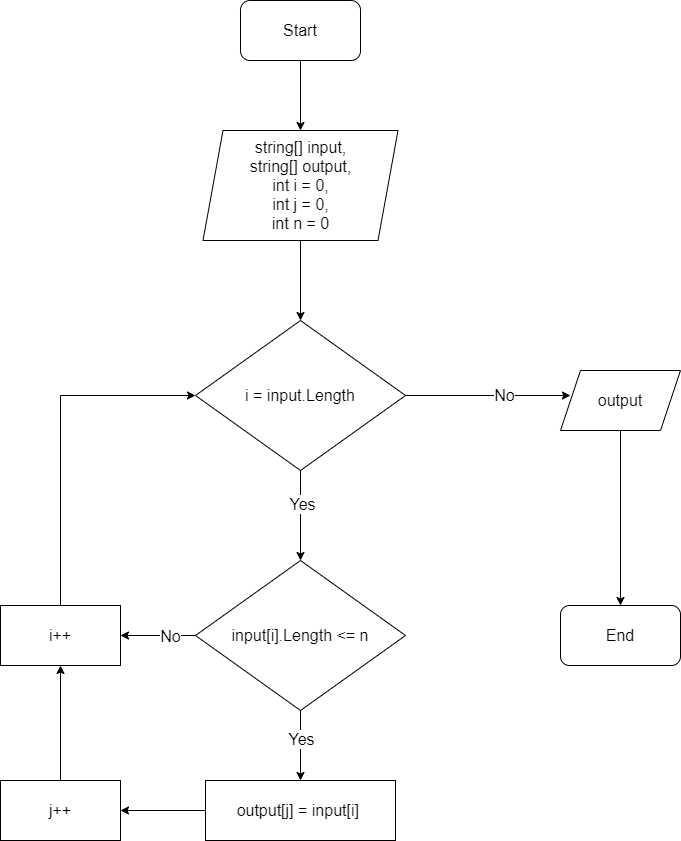 Start
string[] input,
string[] output,
int i = 0,
int j = 0,
int n = 0
i = input.Length
No
output
Yes
i++
No
input[i].Length <= n
End
Yes
j++
output[j] = input[i]